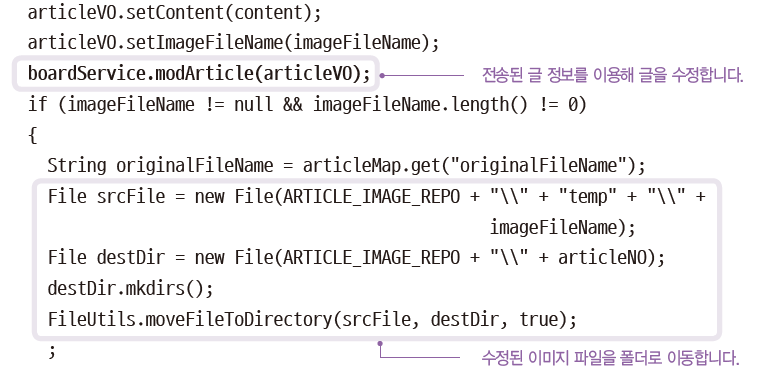 articleVO.setContent(content);
articleVO.setImageFileName(imageFileName);
boardService.modArticle(articleVO); 전송된 글 정보를 이용해 글을 수정합니다.
if (imageFileName != null && imageFileName.length() != 0)
{
String originalFileName = articleMap.get("originalFileName");
File srcFile = new File(ARTICLE_IMAGE_REPO + "\\" + "temp" + "\\" +
imageFileName);
File destDir = new File(ARTICLE_IMAGE_REPO + "\\" + articleNO);
destDir.mkdirs();
FileUtils.moveFileToDirectory(srcFile, destDir, true);
;
수정된 이미지 파일을 폴더로 이동합니다.